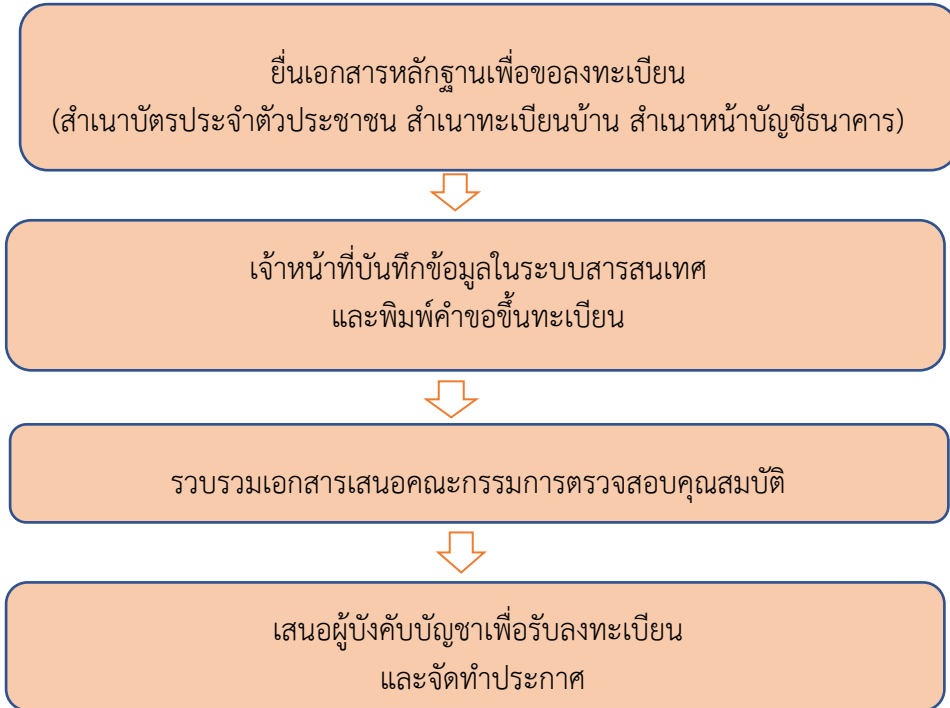 ยื่นเอกสารหลักฐานเพื่อขอลงทะเบียน
(สำเนาบัตรประจำตัวประชาชน สำเนาทะเบียนบ้าน สำเนาหน้าบัญชีธนาคาร)
เจ้าหน้าที่บันทึกข้อมูลในระบบสารสนเทศ
และพิมพ์คำขอขึ้นทะเบียน
รวบรวมเอกสารเสนอคณะกรรมการตรวจสอบคุณสมบัติ
เสนอผู้บังคับบัญชาเพื่อรับลงทะเบียน
และจัดทำประกาศ